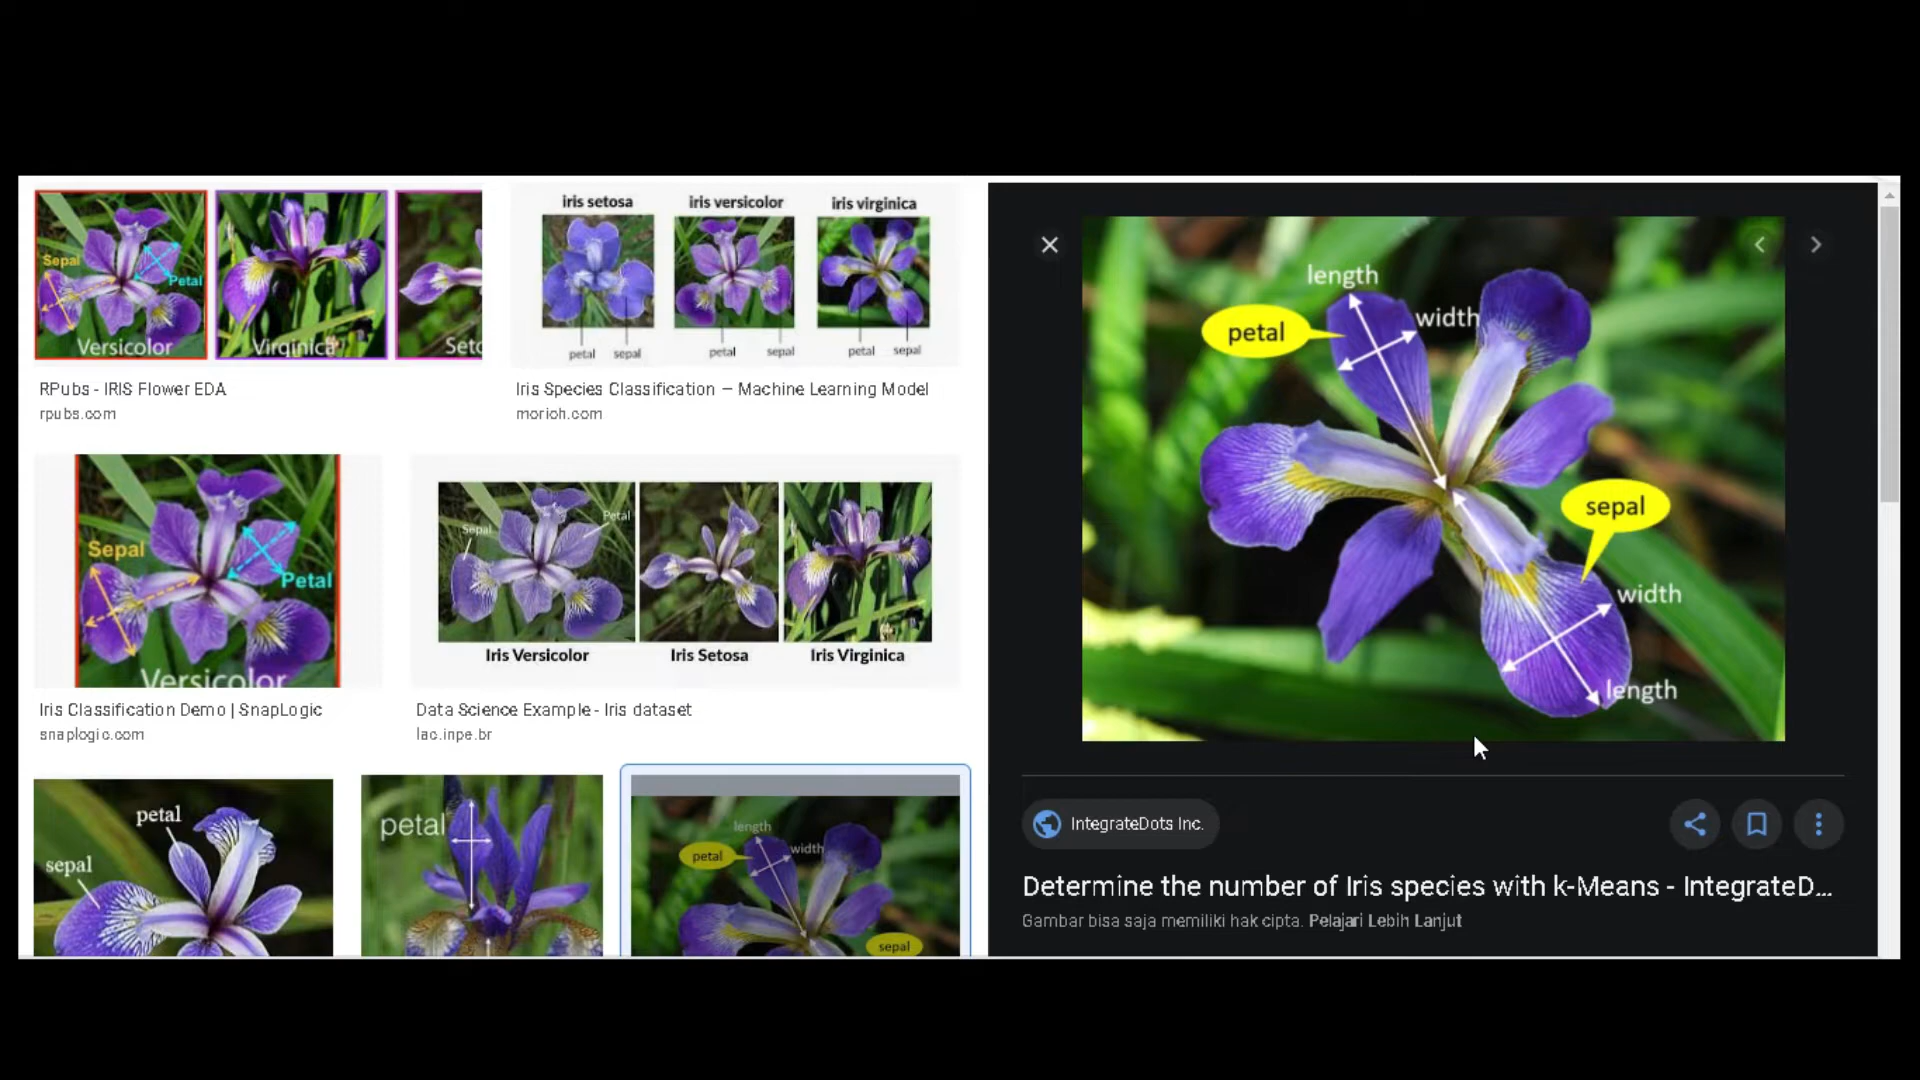 Sepal
Petal
Versicolor
Virginica
Seto
RPubs - IRIS Flower EDA
rpubs.com
iris setosa
iris versicolor
iris virginica
petal
sepal
petal
sepal
petal
sepal
Iris Species Classification — Machine Learning Model
morioh.com
Sepal
Petal
Versicolor
Iris Classification Demo | SnapLogic
snaplogic.com
Sepal
Petal
Iris Versicolor
Iris Setosa
Iris Virginica
Data Science Example - Iris dataset
lac.inpe.br
petal
sepal
petal
length
petal
width
sepal
length
petal
width
sepal
width
length
IntegrateDots Inc.
Determine the number of Iris species with k-Means - IntegrateD...
Gambar bisa saja memiliki hak cipta. Pelajari Lebih Lanjut